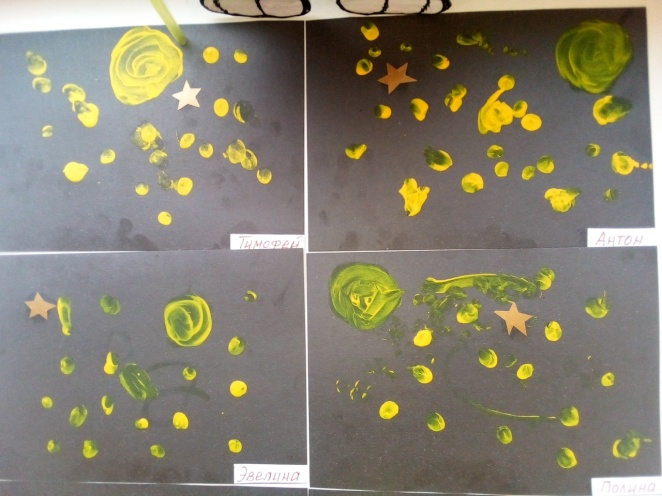 Тимофей
Антон
Эвелина
Полина